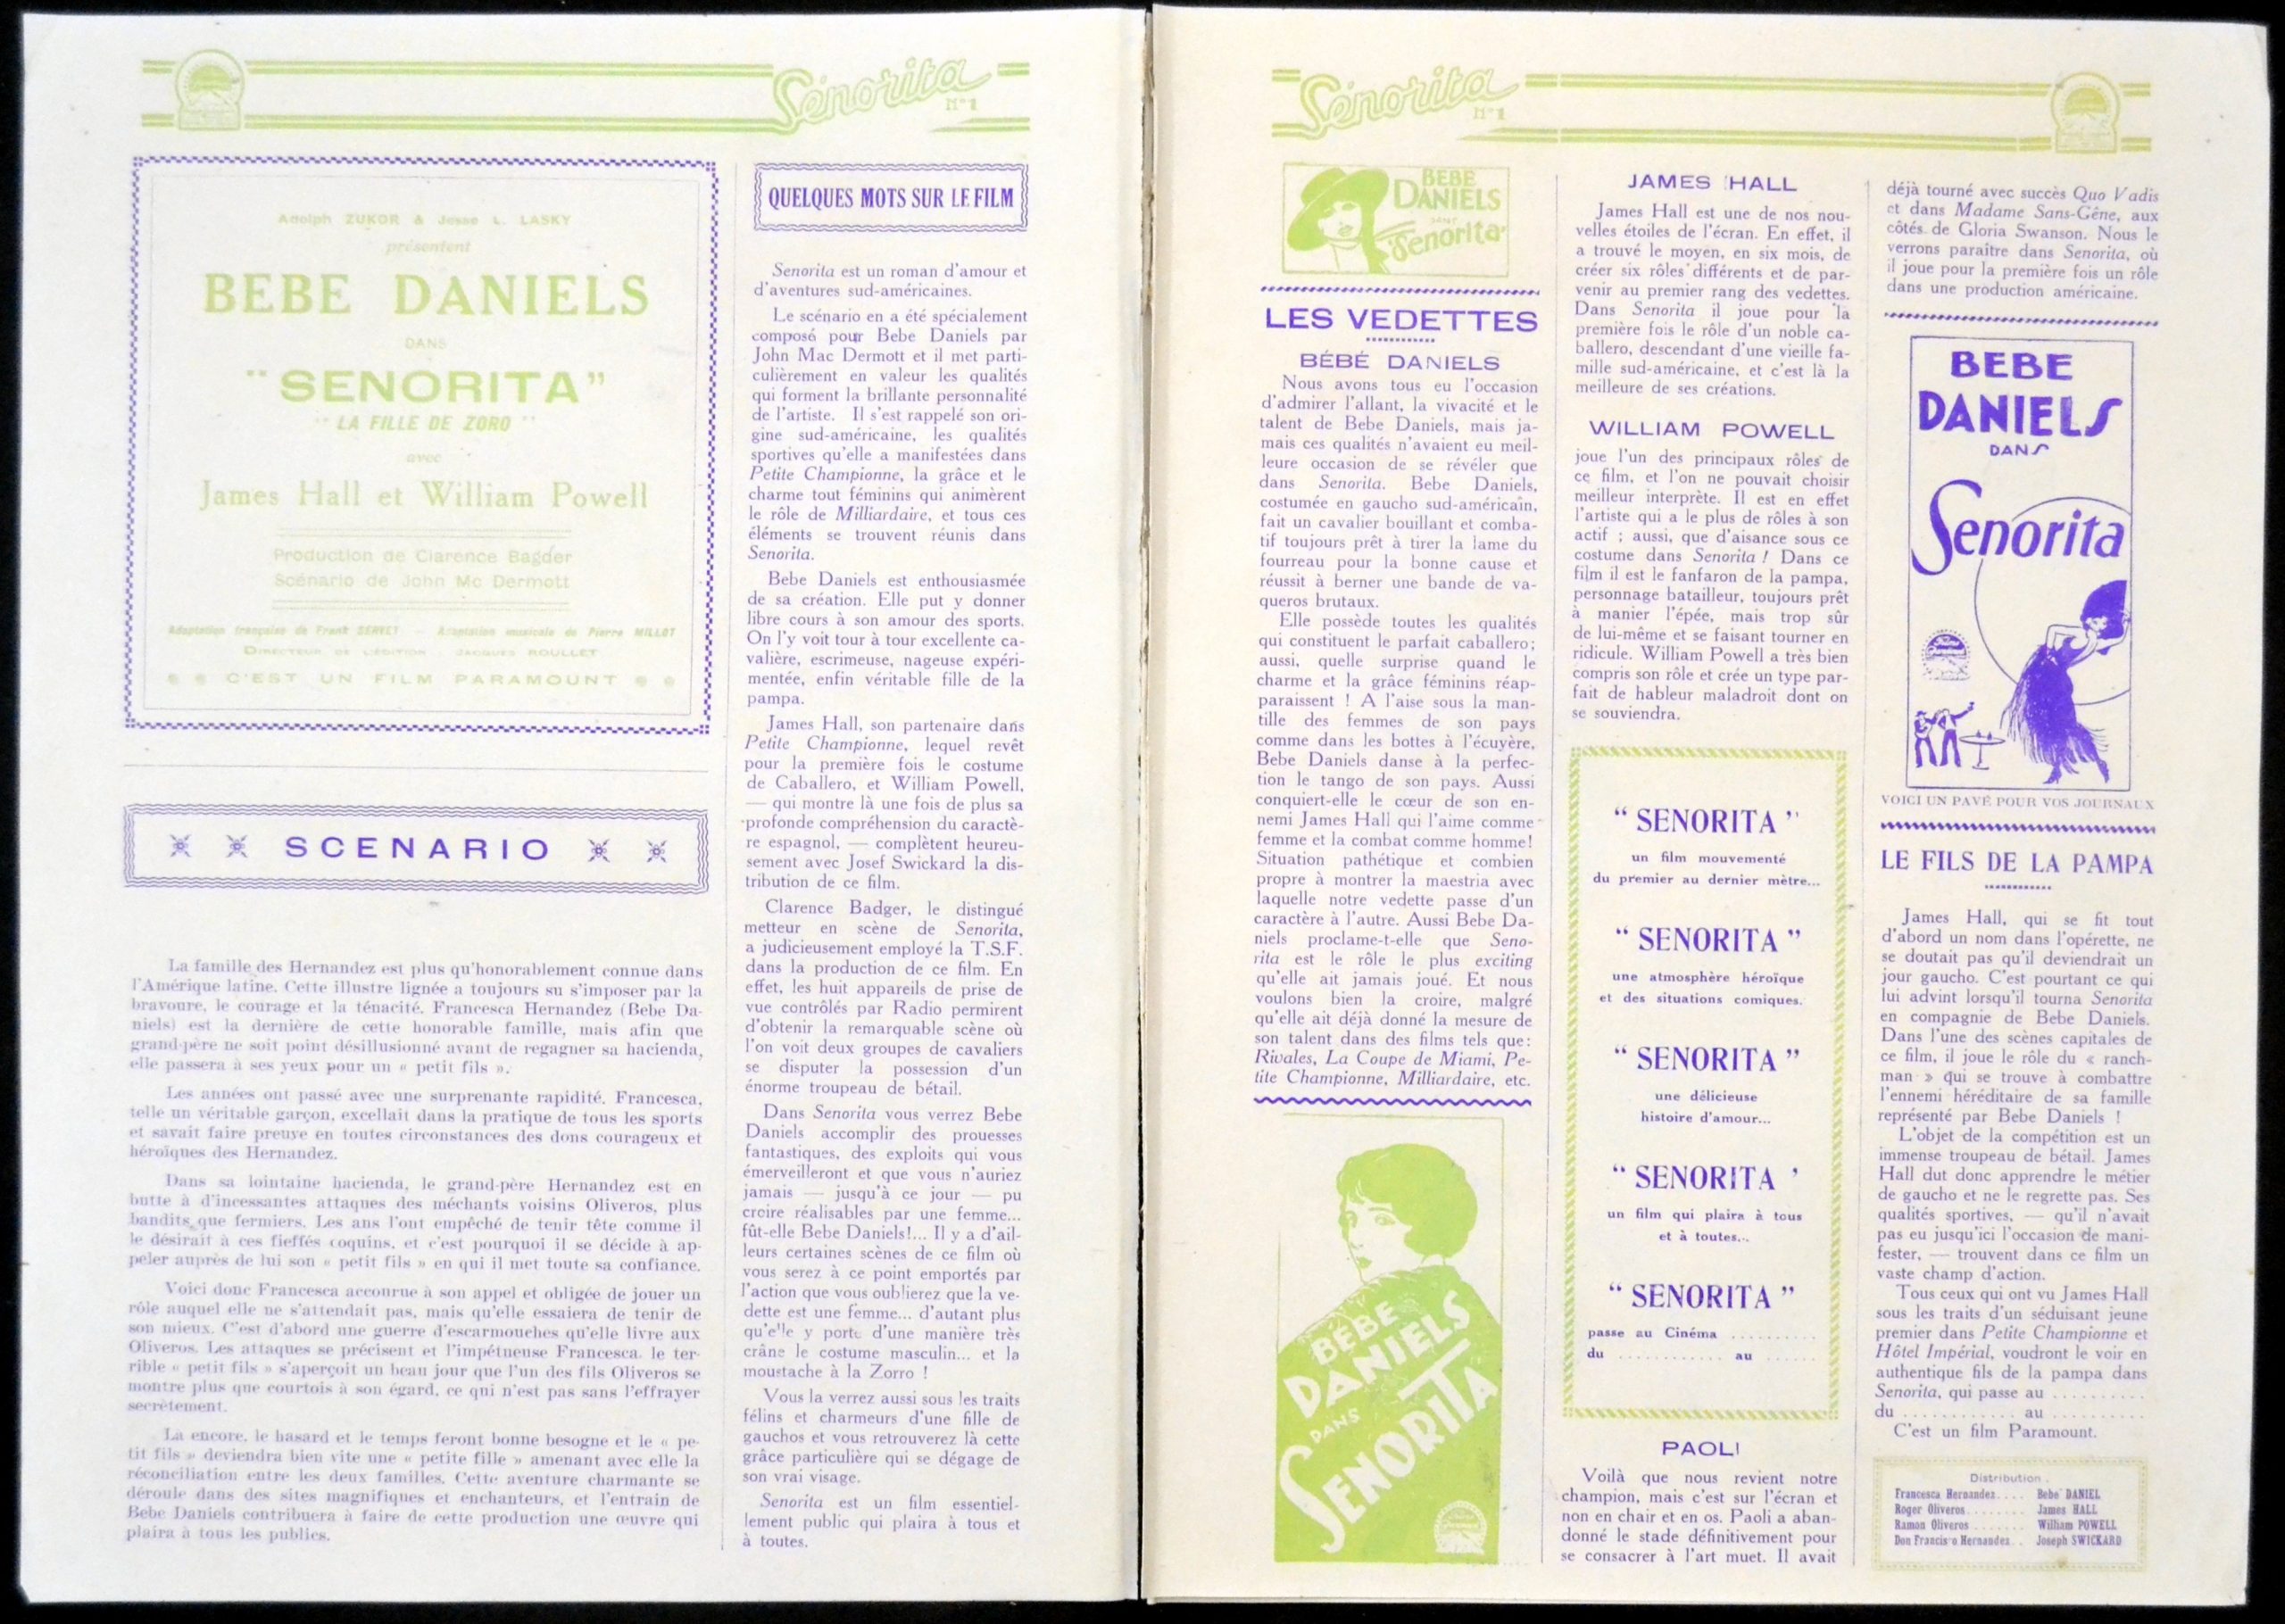 Sénorita
N°1
Adolph ZUKOR & Jesse L. LASKY
présentent
BEBE DANIELS
DANS
“ SENORITA ”
“ LA FILLE DE ZORO ”
avec
James Hall et William Powell
Production de Clarence Bagder
Scénario de John Mc Dermott
Adaptation française de Frank SERVET — Adaptation musicale de Pierre MILLOT
DIRECTEUR DE L'ÉDITION : JACQUES ROULLET
C'EST UN FILM PARAMOUNT
SCENARIO
La famille des Hernandez est plus qu'honorablement connue dans
l'Amérique latine. Cette illustre lignée a toujours su s'imposer par la
bravoure, le courage et la ténacité. Francesca Hernandez (Bebe Da-
niels) est la dernière de cette honorable famille, mais afin que
grand-père ne soit point désillusionné avant de regagner sa hacienda,
elle passera à ses yeux pour un « petit fils ».
Les années ont passé avec une surprenante rapidité. Francesca,
telle un véritable garçon, excellait dans la pratique de tous les sports
et savait faire preuve en toutes circonstances des dons courageux et
héroïques des Hernandez.
Dans sa lointaine hacienda, le grand-père Hernandez est en
butte à d'incessantes attaques des méchants voisins Oliveros, plus
bandits que fermiers. Les ans l'ont empêché de tenir tête comme il
le désirait à ces fieffés coquins, et c'est pourquoi il se décide à ap-
peler auprès de lui son « petit fils » en qui il met toute sa confiance.
Voici donc Francesca accourue à son appel et obligée de jouer un
rôle auquel elle ne s'attendait pas, mais qu'elle essaiera de tenir de
son mieux. C'est d'abord une guerre d'escarmouches qu'elle livre aux
Oliveros. Les attaques se précisent et l'impétueuse Francesca, le ter-
rible « petit fils » s'aperçoit un beau jour que l'un des fils Oliveros se
montre plus que courtois à son égard, ce qui n'est pas sans l'effrayer
secrètement.
Là encore, le hasard et le temps feront bonne besogne et le « pe-
tit fils » deviendra bien vite une « petite fille » amenant avec elle la
réconciliation entre les deux familles. Cette aventure charmante se
déroule dans des sites magnifiques et enchanteurs, et l'entrain de
Bebe Daniels contribuera à faire de cette production une œuvre qui
plaira à tous les publics.
QUELQUES MOTS SUR LE FILM
Senorita est un roman d'amour et
d'aventures sud-américaines.
Le scénario en a été spécialement
composé pour Bebe Daniels par
John Mac Dermott et il met parti-
culièrement en valeur les qualités
qui forment la brillante personnalité
de l'artiste. Il s'est rappelé son ori-
gine sud-américaine, les qualités
sportives qu'elle a manifestées dans
Petite Championne, la grâce et le
charme tout féminins qui animèrent
le rôle de Milliardaire, et tous ces
éléments se trouvent réunis dans
Senorita.
Bebe Daniels est enthousiasmée
de sa création. Elle put y donner
libre cours à son amour des sports.
On l'y voit tour à tour excellente ca-
valière, escrimeuse, nageuse expéri-
mentée, enfin véritable fille de la
pampa.
James Hall, son partenaire dans
Petite Championne, lequel revêt
pour la première fois le costume
de Caballero, et William Powell,
— qui montre là une fois de plus sa
profonde compréhension du caractè-
re espagnol, — complètent heureu-
sement avec Josef Swickard la dis-
tribution de ce film.
Clarence Badger, le distingué
metteur en scène de Senorita,
a judicieusement employé la T.S.F.
dans la production de ce film. En
effet, les huit appareils de prise de
vue contrôlés par Radio permirent
d'obtenir la remarquable scène où
l'on voit deux groupes de cavaliers
se disputer la possession d'un
énorme troupeau de bétail.
Dans Senorita vous verrez Bebe
Daniels accomplir des prouesses
fantastiques, des exploits qui vous
émerveilleront et que vous n'auriez
jamais — jusqu'à ce jour — pu
croire réalisables par une femme...
fût-elle Bebe Daniels!... Il y a d'ail-
leurs certaines scènes de ce film où
vous serez à ce point emportés par
l'action que vous oublierez que la ve-
dette est une femme... d'autant plus
qu'elle y porte d'une manière très
crâne le costume masculin... et la
moustache à la Zorro !
Vous la verrez aussi sous les traits
félins et charmeurs d'une fille de
gauchos et vous retrouverez là cette
grâce particulière qui se dégage de
son vrai visage.
Senorita est un film essentiel-
lement public qui plaira à tous et
à toutes.
Sénorita
N°1
BEBE
DANIELS
DANS
"Senorita"
LES VEDETTES
BÉBÉ DANIELS
Nous avons tous eu l'occasion
d'admirer l'allant, la vivacité et le
talent de Bebe Daniels, mais ja-
mais ces qualités n'avaient eu meil-
leure occasion de se révéler que
dans Senorita. Bebe Daniels,
costumée en gaucho sud-américain,
fait un cavalier bouillant et comba-
tif toujours prêt à tirer la lame du
fourreau pour la bonne cause et
réussit à berner une bande de va-
queros brutaux.
Elle possède toutes les qualités
qui constituent le parfait caballero;
aussi, quelle surprise quand le
charme et la grâce féminins réap-
paraissent ! A l'aise sous la man-
tille des femmes de son pays
comme dans les bottes à l'écuyère,
Bebe Daniels danse à la perfec-
tion le tango de son pays. Aussi
conquiert-elle le cœur de son en-
nemi James Hall qui l'aime comme
femme et la combat comme homme!
Situation pathétique et combien
propre à montrer la maestria avec
laquelle notre vedette passe d'un
caractère à l'autre. Aussi Bebe Da-
niels proclame-t-elle que Seno-
rita est le rôle le plus exciting
qu'elle ait jamais joué. Et nous
voulons bien la croire, malgré
qu'elle ait déjà donné la mesure de
son talent dans des films tels que:
Rivales, La Coupe de Miami, Pe-
tite Championne, Milliardaire, etc.
BEBE
DANIELS
DANS
SENORITA
JAMES HALL
James Hall est une de nos nou-
velles étoiles de l'écran. En effet, il
a trouvé le moyen, en six mois, de
créer six rôles différents et de par-
venir au premier rang des vedettes.
Dans Senorita il joue pour la
première fois le rôle d'un noble ca-
ballero, descendant d'une vieille fa-
mille sud-américaine, et c'est là la
meilleure de ses créations.
WILLIAM POWELL
joue l'un des principaux rôles de
ce film, et l'on ne pouvait choisir
meilleur interprète. Il est en effet
l'artiste qui a le plus de rôles à son
actif ; aussi, que d'aisance sous ce
costume dans Senorita ! Dans ce
film il est le fanfaron de la pampa,
personnage batailleur, toujours prêt
à manier l'épée, mais trop sûr
de lui-même et se faisant tourner en
ridicule. William Powell a très bien
compris son rôle et crée un type par-
fait de hableur maladroit dont on
se souviendra.
“ SENORITA ”
un film mouvementé
du premier au dernier mètre...
“ SENORITA ”
une atmosphère héroïque
et des situations comiques.
“ SENORITA ”
une délicieuse
histoire d'amour...
“ SENORITA ’
un film qui plaira à tous
et à toutes...
“ SENORITA ”
passe au Cinéma ..........
du ............ au ......
PAOLI
Voilà que nous revient notre
champion, mais c'est sur l'écran et
non en chair et en os. Paoli a aban-
donné le stade définitivement pour
se consacrer à l'art muet. Il avait
déjà tourné avec succès Quo Vadis
et dans Madame Sans-Gêne, aux
côtés de Gloria Swanson. Nous le
verrons paraître dans Senorita, où
il joue pour la première fois un rôle
dans une production américaine.
BEBE
DANIELS
DANS
Senorita
VOICI UN PAVÉ POUR VOS JOURNAUX
LE FILS DE LA PAMPA
James Hall, qui se fit tout
d'abord un nom dans l'opérette, ne
se doutait pas qu'il deviendrait un
jour gaucho. C'est pourtant ce qui
lui advint lorsqu'il tourna Senorita
en compagnie de Bebe Daniels.
Dans l'une des scènes capitales de
ce film, il joue le rôle du « ranch-
man » qui se trouve à combattre
l'ennemi héréditaire de sa famille
représenté par Bebe Daniels !
L'objet de la compétition est un
immense troupeau de bétail. James
Hall dut donc apprendre le métier
de gaucho et ne le regrette pas. Ses
qualités sportives, — qu'il n'avait
pas eu jusqu'ici l'occasion de mani-
fester, — trouvent dans ce film un
vaste champ d'action.
Tous ceux qui ont vu James Hall
sous les traits d'un séduisant jeune
premier dans Petite Championne et
Hôtel Impérial, voudront le voir en
authentique fils de la pampa dans
Senorita, qui passe au ..........
du ............ au ..........
C'est un film Paramount.
Distribution
Francesca Hernandez.... Bebe DANIEL
Roger Oliveros........ James HALL
Ramon Oliveros ....... William POWELL
Don Francisco Hernandez.. Joseph SWICKARD